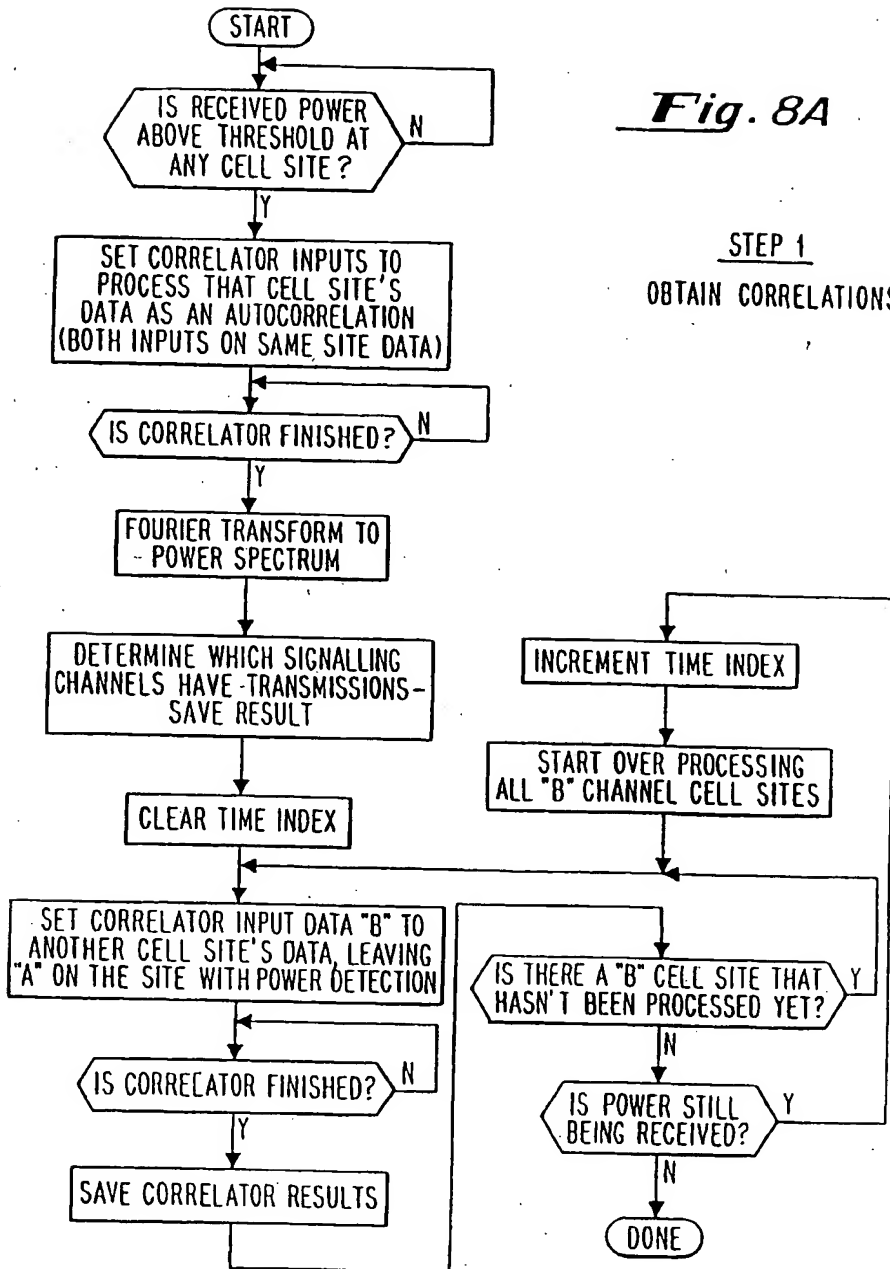 START
Fig. 8A
IS RECEIVED POWER
ABOVE THRESHOLD AT
ANY CELL SITE?
N
Y
STEP 1
OBTAIN CORRELATIONS
SET CORRELATOR INPUTS TO
PROCESS THAT CELL SITE'S
DATA AS AN AUTOCORRELATION
(BOTH INPUTS ON SAME SITE DATA)
IS CORRELATOR FINISHED?
N
Y
FOURIER TRANSFORM TO
POWER SPECTRUM
DETERMINE WHICH SIGNALLING
CHANNELS HAVE TRANSMISSIONS-
SAVE RESULT
CLEAR TIME INDEX
INCREMENT TIME INDEX
START OVER PROCESSING
ALL "B" CHANNEL CELL SITES
SET CORRELATOR INPUT DATA "B" TO
ANOTHER CELL SITE'S DATA, LEAVING
"A" ON THE SITE WITH POWER DETECTION
IS CORRECATOR FINISHED?
N
Y
SAVE CORRELATOR RESULTS
IS THERE A "B" CELL SITE THAT
HASN'T BEEN PROCESSED YET?
Y
N
IS POWER STILL
BEING RECEIVED?
Y
N
DONE